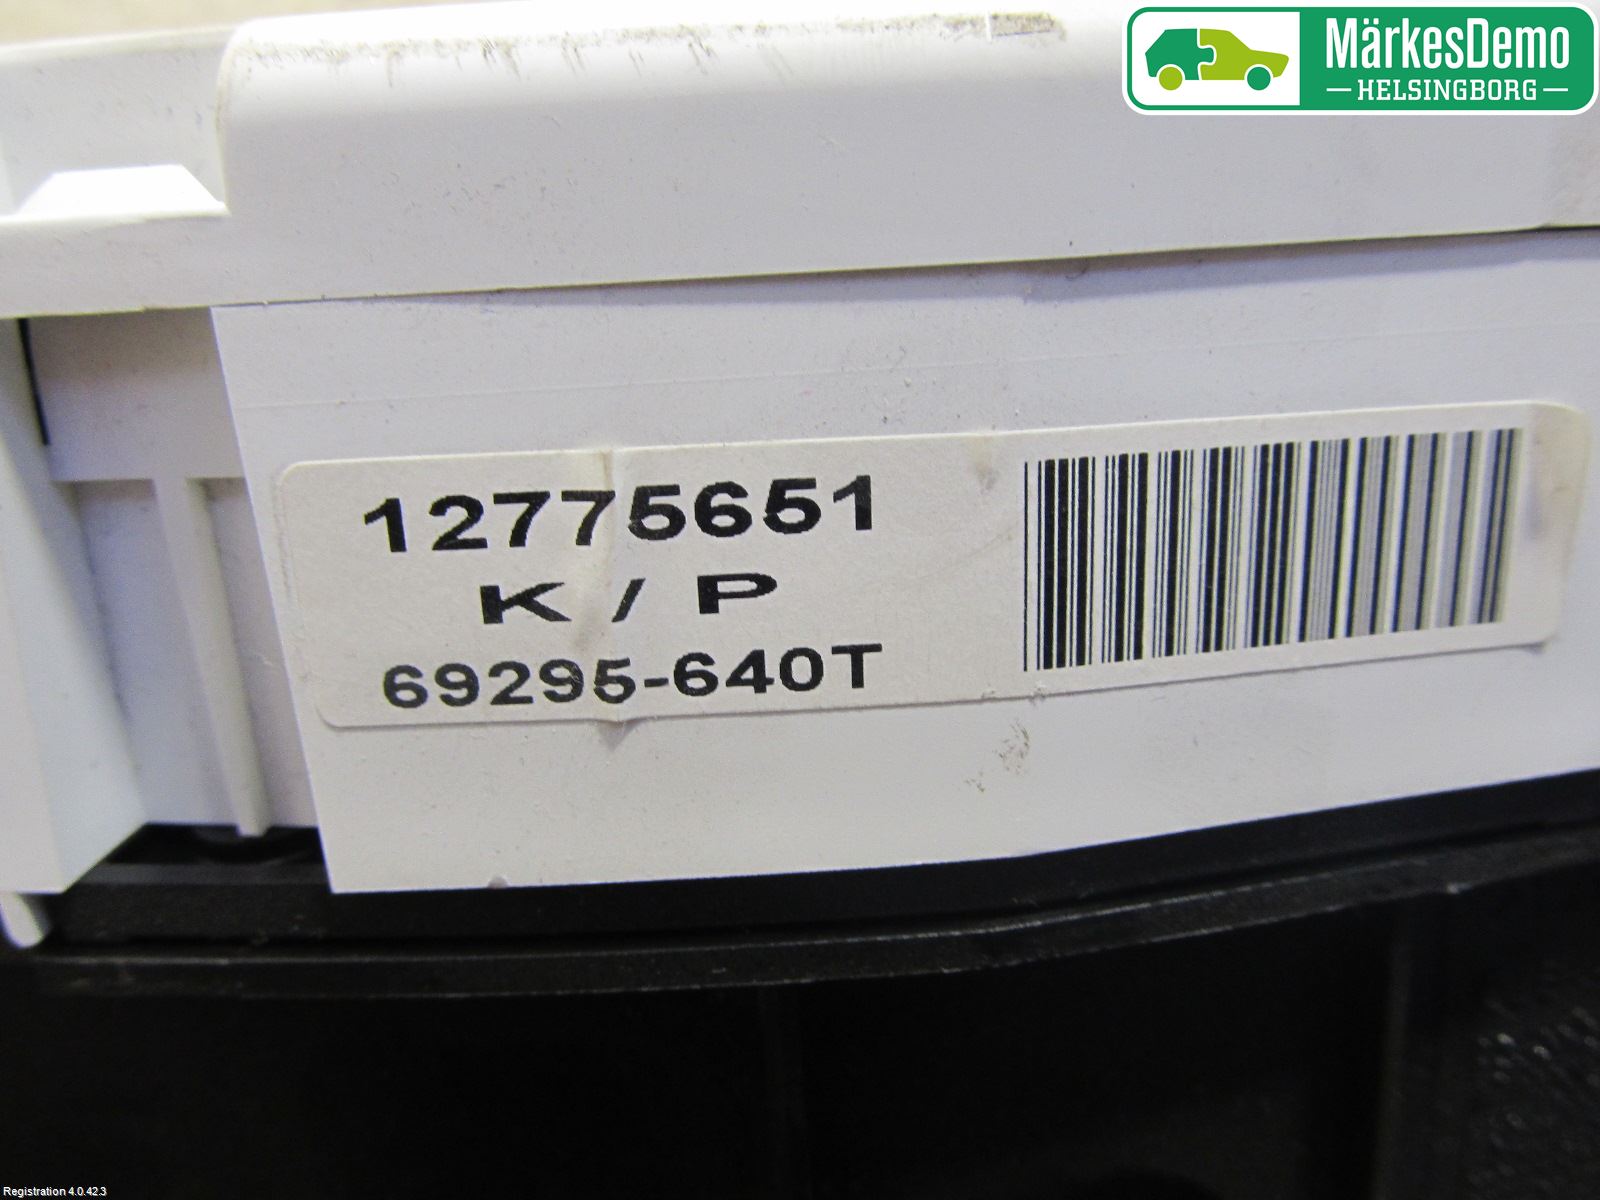 MärkesDemo
HELSINGBORG
12775651
K / P
69295-640T
Registration 4.0.42.3